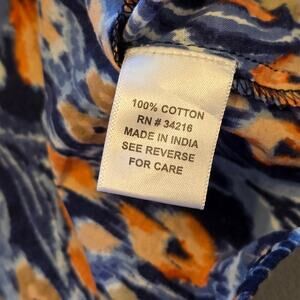 100% COTTON
RN # 34216
MADE IN INDIA
SEE REVERSE
FOR CARE